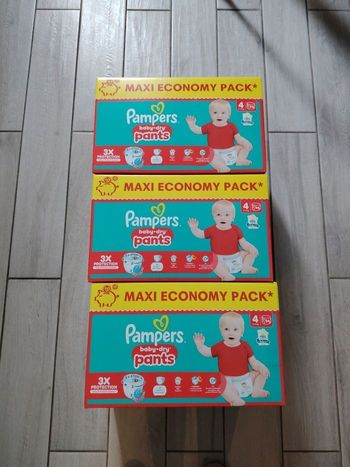 MAXI ECONOMY PACK*
4
Pampers
baby-dry
pants
3X
PROTECTION
MAXI ECONOMY PACK*
4
Pampers
baby-dry
pants
3X
PROTECTION
MAXI ECONOMY PACK*
4
Pampers
baby-dry
pants
3X
PROTECTION